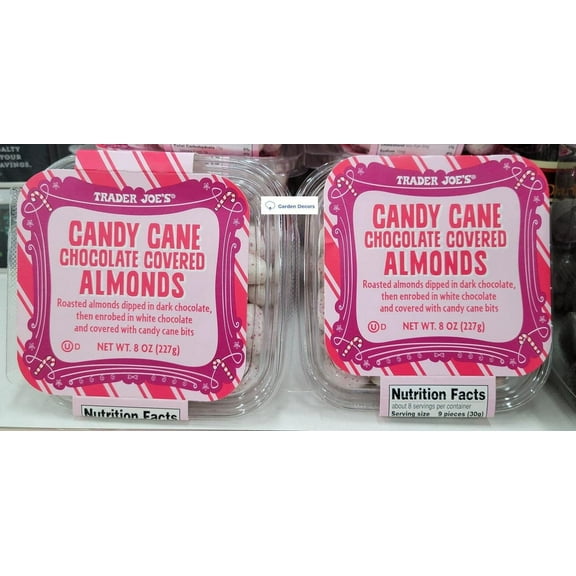 ALTY
YOUR
AVINGS.
TRADER JOE'S®
CANDY CANE
CHOCOLATE COVERED
ALMONDS
Roasted almonds dipped in dark chocolate,
then enrobed in white chocolate
and covered with candy cane bits
U D NET WT. 8 OZ (227g)
Nutrition Facts
Garden Decors
TRADER JOE'S®
CANDY CANE
CHOCOLATE COVERED
ALMONDS
Roasted almonds dipped in dark chocolate,
then enrobed in white chocolate
and covered with candy cane bits
U D NET WT. 8 OZ (227g)
Nutrition Facts
about 8 servings per container
Serving size 9 pieces (30g)